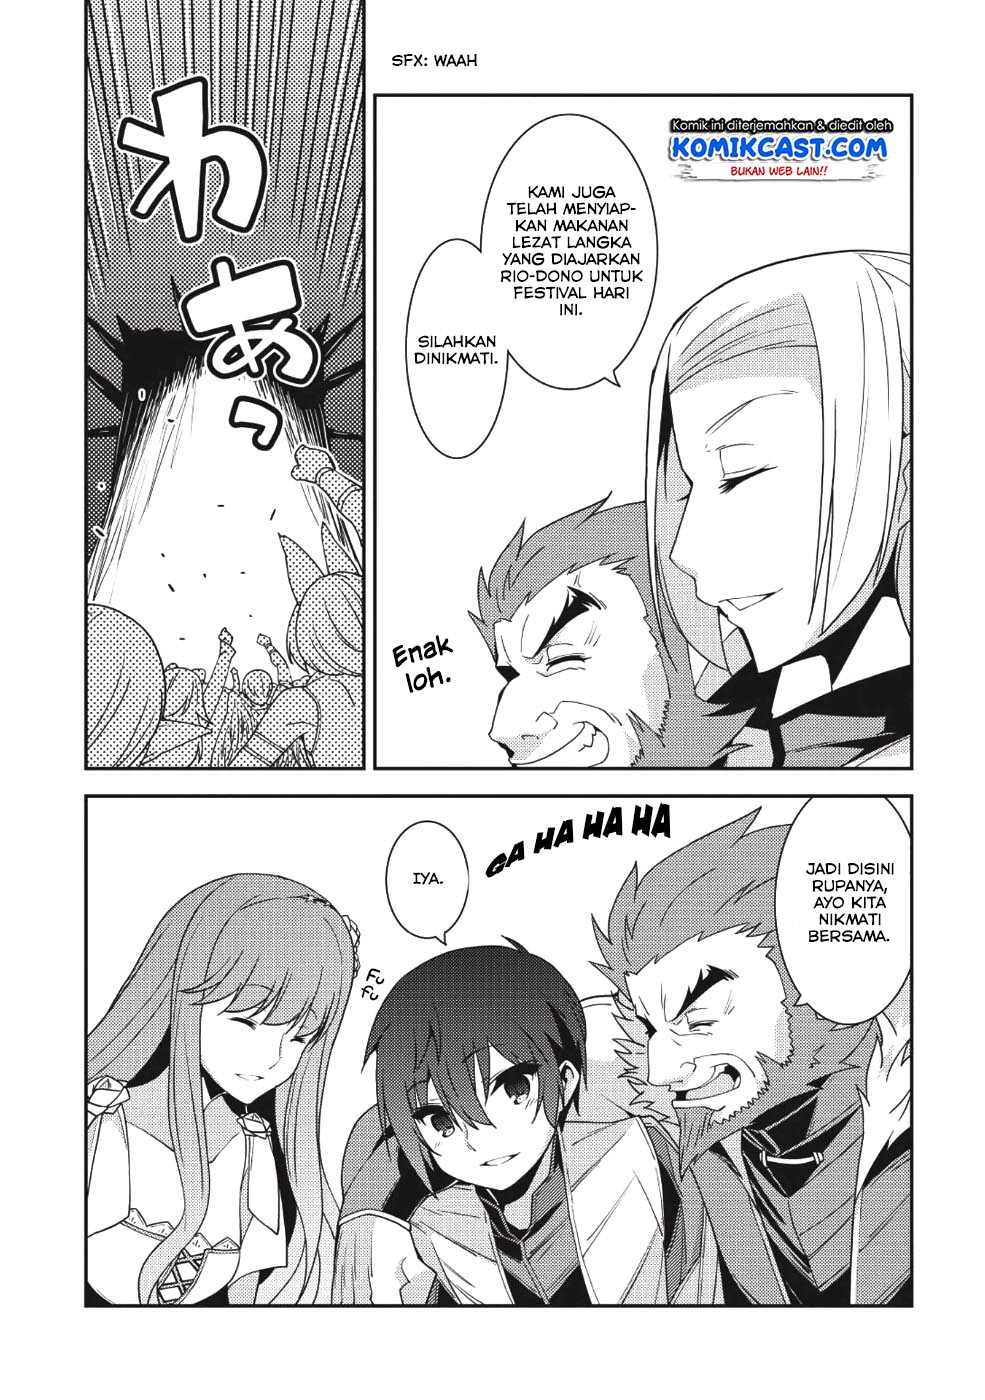 SFX: WAAH
わあっ
Komik ini diterjemahkan & diedit oleh
KOMIKCAST.COM
BUKAN WEB LAIN!!
KAMI JUGA
TELAH MENYIAP-
KAN MAKANAN
LEZAT LANGKA
YANG DIAJARKAN
RIO-DONO UNTUK
FESTIVAL HARI
INI.
SILAHKAN
DINIKMATI.
Enak
loh.
GA HA HA HA HA
JADI DISINI
RUPANYA,
AYO KITA
NIKMATI
BERSAMA.
IYA.
Fu
fu